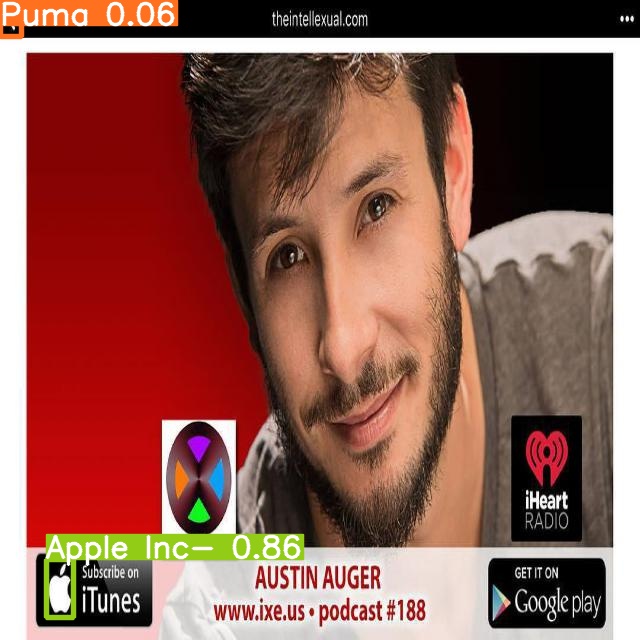 Puma 0.06
theintellexual.com
iHeart
RADIO
Apple Inc- 0.86
Subscribe on
iTunes
AUSTIN AUGER
www.ixe.us • podcast #188
GET IT ON
Google play